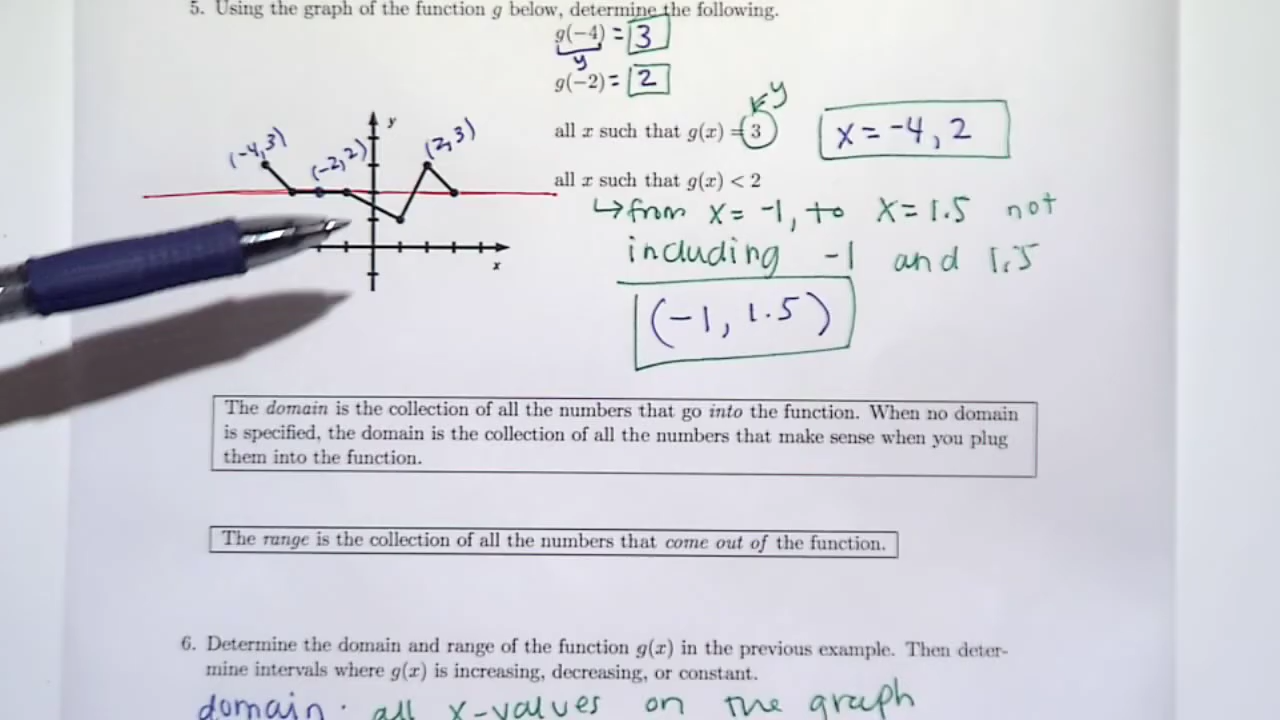 5. Using the graph of the function g below, determine the following.
g(−4) = 3
y
g(−2) = 2
y
all x such that g(x) = 3
x = -4, 2
all x such that g(x) < 2
↳ from x = -1, to x = 1.5 not
including -1 and 1.5
(-1, 1.5)
y
(-4,3)
(-2,2)
(2,3)
x
The domain is the collection of all the numbers that go into the function. When no domain
is specified, the domain is the collection of all the numbers that make sense when you plug
them into the function.
The range is the collection of all the numbers that come out of the function.
6. Determine the domain and range of the function g(x) in the previous example. Then deter-
mine intervals where g(x) is increasing, decreasing, or constant.
domain: all x-values on the graph